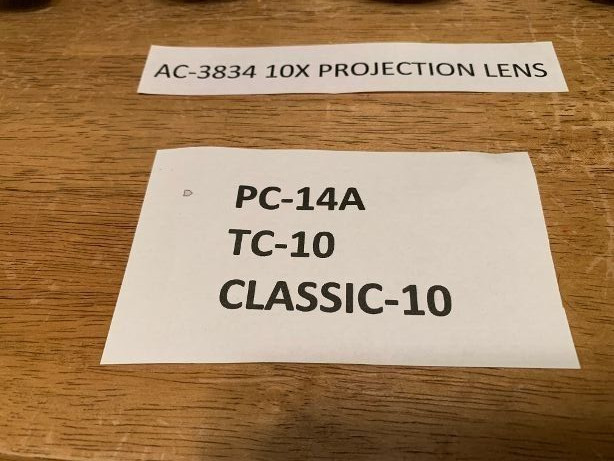 AC-3834 10X PROJECTION LENS
PC-14A
TC-10
CLASSIC-10